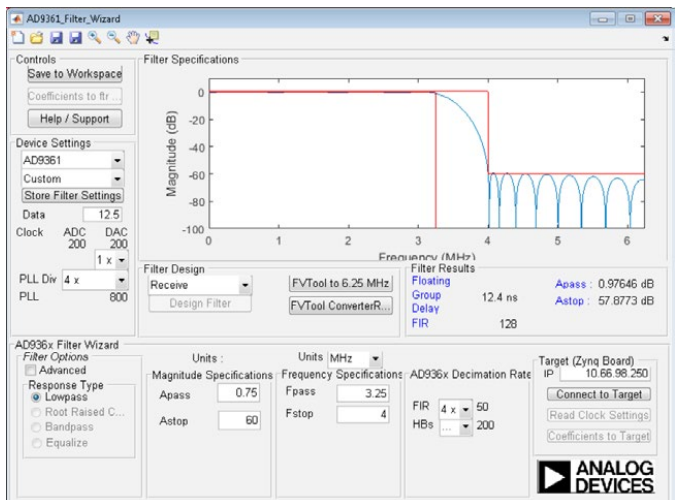 AD9361_Filter_Wizard
Controls
Save to Workspace
Coefficients to ftr ...
Help / Support
Device Settings
AD9361
Custom
Store Filter Settings
Data 12.5
Clock ADC DAC
200 200
1 x
PLL Div 4 x
PLL 800
Filter Specifications
Magnitude (dB)
0
-20
-40
-60
-80
-100
0 1 2 3 4 5 6
Frequency (MHz)
Filter Design
Receive
Design Filter
FVTool to 6.25 MHz
FVTool ConverterR...
Filter Results
Floating
Group 12.4 ns
Delay
FIR 128
Apass : 0.97646 dB
Astop : 57.8773 dB
AD936x Filter Wizard
Filter Options
Advanced
Response Type
Lowpass
Root Raised C...
Bandpass
Equalize
Units :
Magnitude Specifications
Apass 0.75
Astop 60
Units MHz
Frequency Specifications
Fpass 3.25
Fstop 4
AD936x Decimation Rate
FIR 4 x 50
HBs ... 200
Target (Zynq Board)
IP 10.66.98.250
Connect to Target
Read Clock Settings
Coefficients to Target
ANALOG
DEVICES